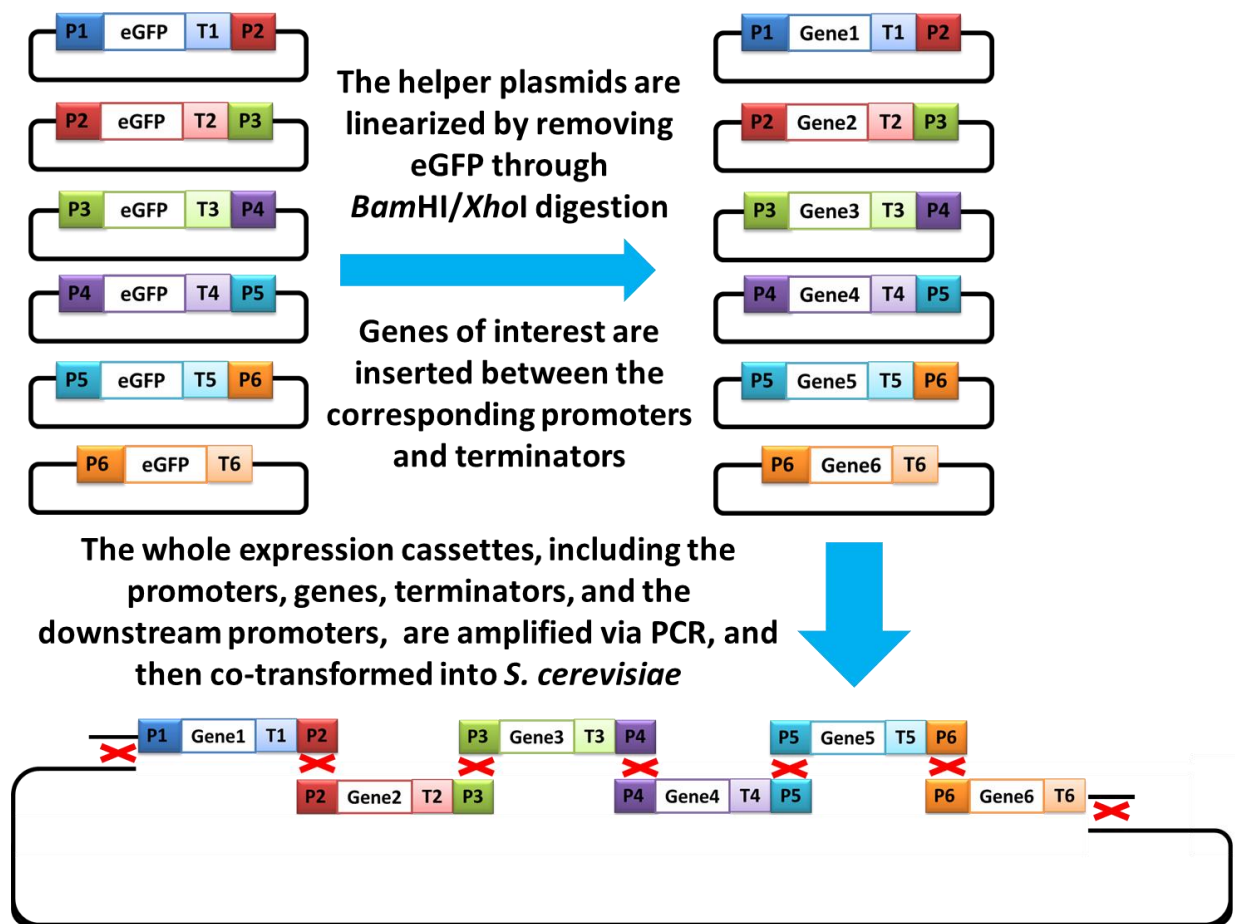 P1 eGFP T1 P2
P2 eGFP T2 P3
P3 eGFP T3 P4
P4 eGFP T4 P5
P5 eGFP T5 P6
P6 eGFP T6
The helper plasmids are
linearized by removing
eGFP through
BamHI/XhoI digestion
Genes of interest are
inserted between the
corresponding promoters
and terminators
P1 Gene1 T1 P2
P2 Gene2 T2 P3
P3 Gene3 T3 P4
P4 Gene4 T4 P5
P5 Gene5 T5 P6
P6 Gene6 T6
The whole expression cassettes, including the
promoters, genes, terminators, and the
downstream promoters, are amplified via PCR, and
then co-transformed into S. cerevisiae
P1 Gene1 T1 P2 P3 Gene3 T3 P4 P5 Gene5 T5 P6
P2 Gene2 T2 P3 P4 Gene4 T4 P5 P6 Gene6 T6